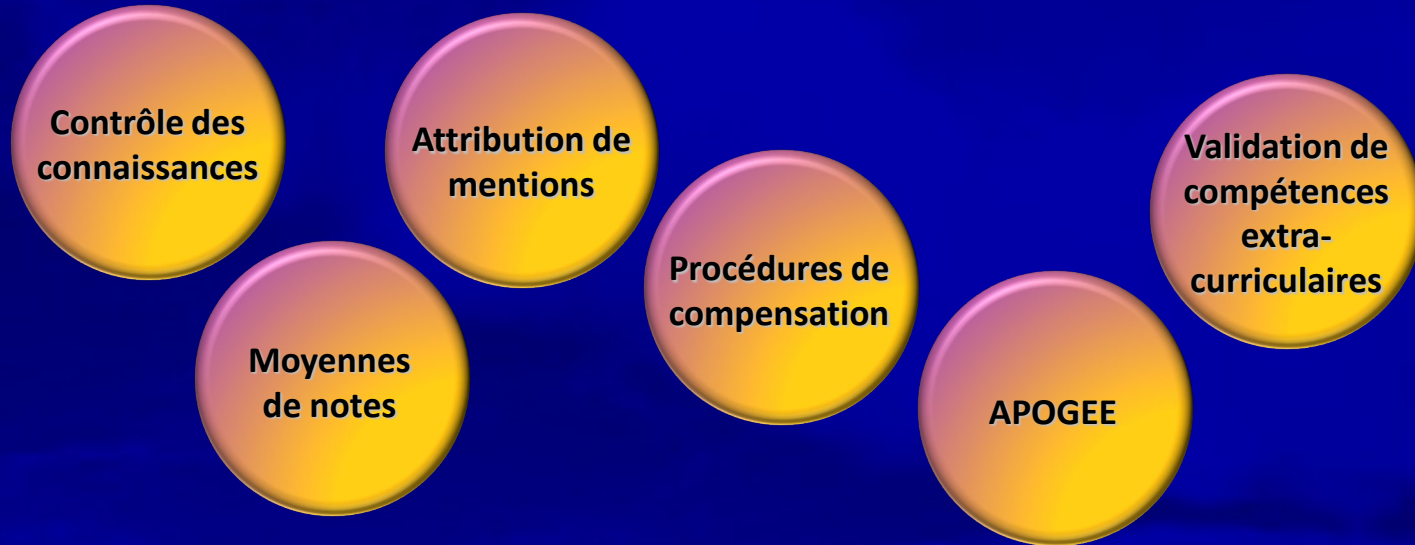 Contrôle des
connaissances
Attribution de
mentions
Moyennes
de notes
Procédures de
compensation
APOGEE
Validation de
compétences
extra-
curriculaires